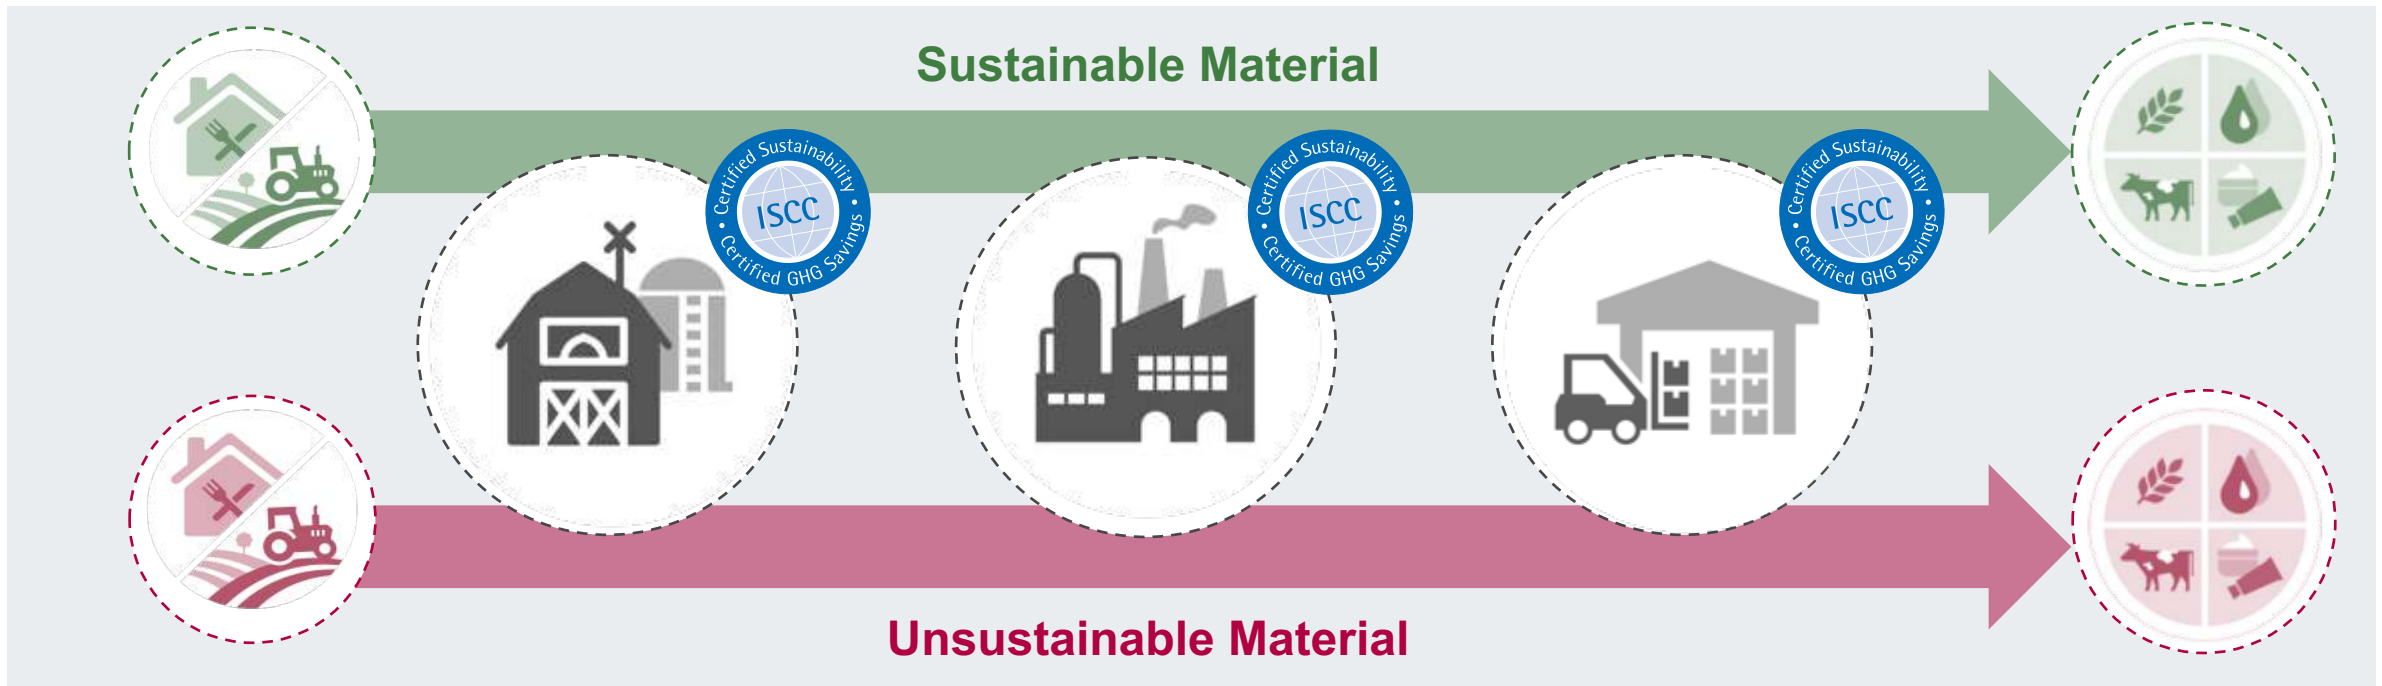 Sustainable Material
Certified Sustainability
ISCC
• Certified GHG Savings •
Certified Sustainability
ISCC
• Certified GHG Savings •
Certified Sustainability
ISCC
• Certified GHG Savings •
Unsustainable Material